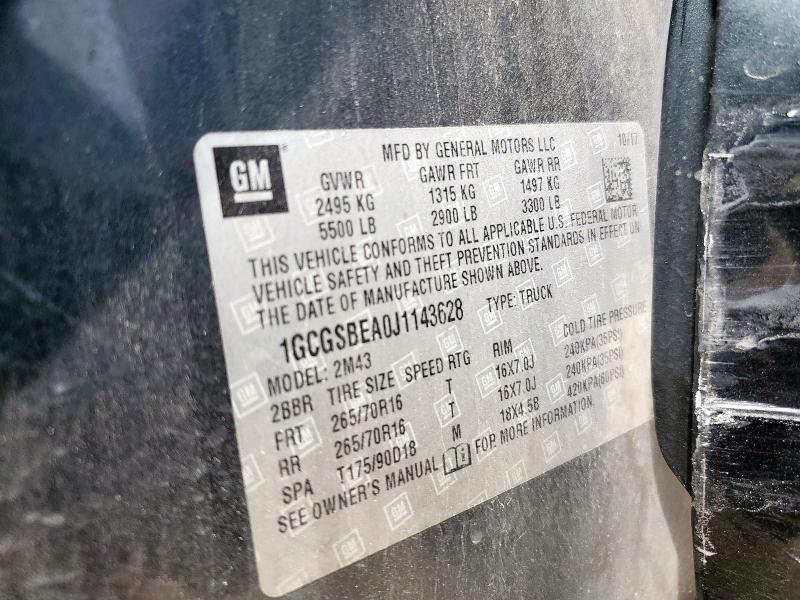 GM
MFD BY GENERAL MOTORS LLC 10/17
GVWR GAWR FRT GAWR RR
2495 KG 1315 KG 1497 KG
5500 LB 2900 LB 3300 LB
THIS VEHICLE CONFORMS TO ALL APPLICABLE U.S. FEDERAL MOTOR
VEHICLE SAFETY AND THEFT PREVENTION STANDARDS IN EFFECT ON
THE DATE OF MANUFACTURE SHOWN ABOVE.
1GCGSBEA0J1143628 TYPE: TRUCK
MODEL: 2M43
2BBR TIRE SIZE SPEED RTG RIM COLD TIRE PRESSURE
FRT 265/70R16 T 16X7.0J 240KPA(35PSI)
RR 265/70R16 T 16X7.0J 240KPA(35PSI)
SPA T175/90D18 M 18X4.5B 420KPA(60PSI)
SEE OWNER'S MANUAL FOR MORE INFORMATION.